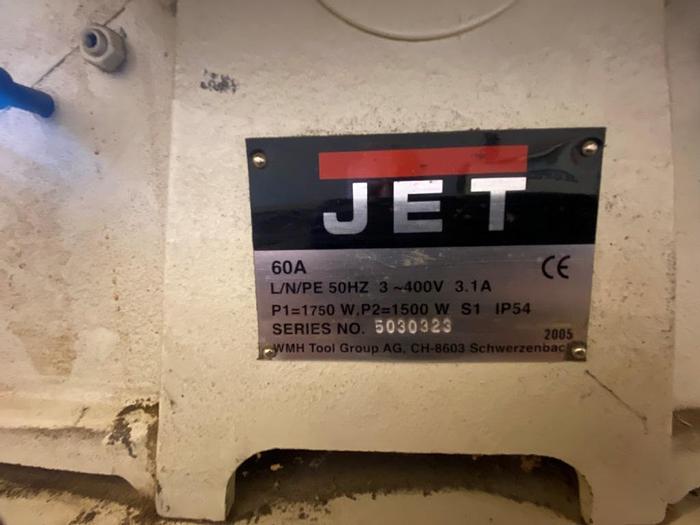 JET
60A
CE
L/N/PE 50HZ 3 ~400V 3.1A
P1=1750 W,P2=1500 W S1 IP54
SERIES NO. 5030323
2005
WMH Tool Group AG, CH-8603 Schwerzenbach